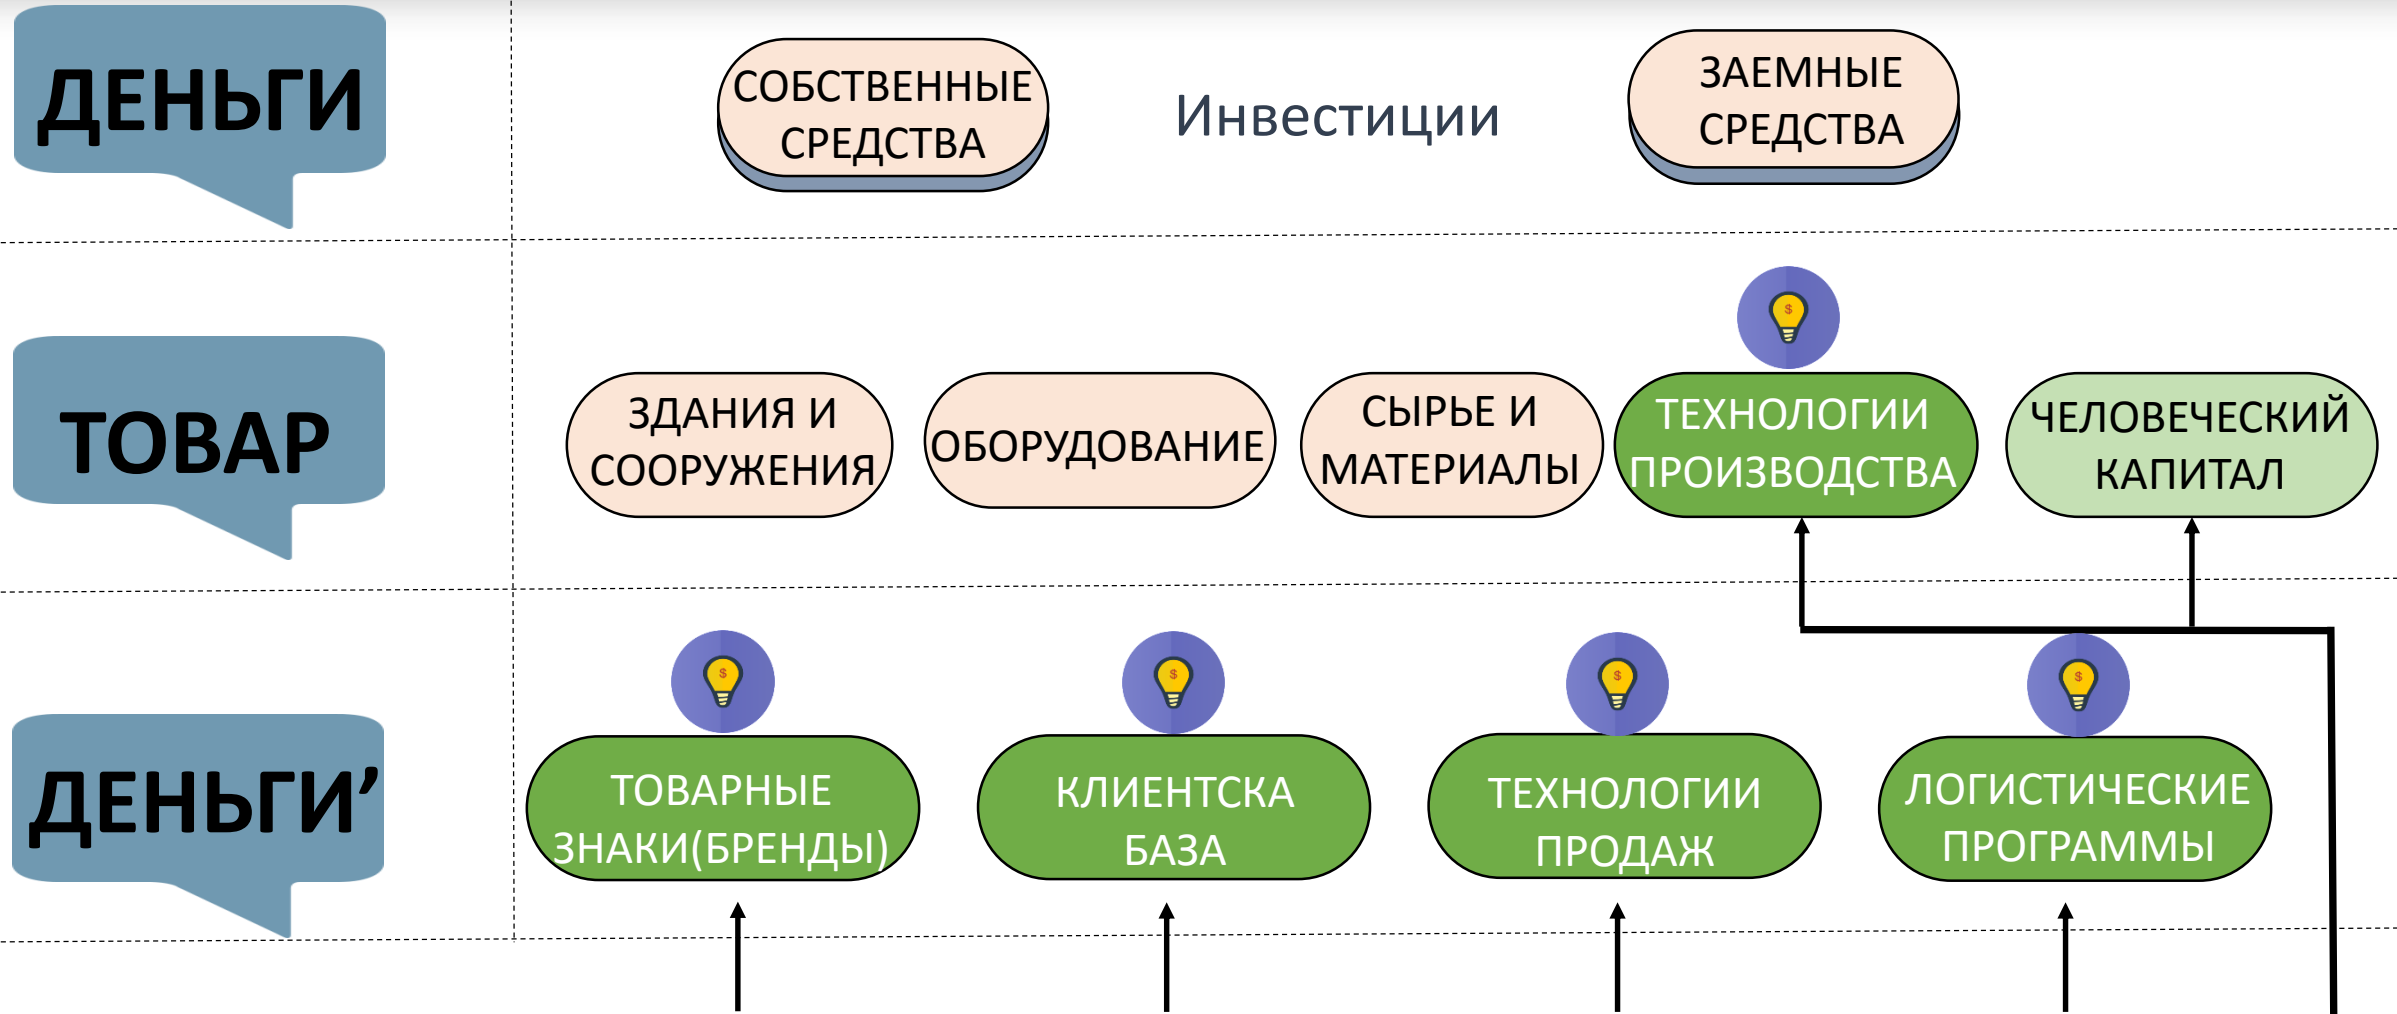 ДЕНЬГИ
СОБСТВЕННЫЕ
СРЕДСТВА
Инвестиции
ЗАЕМНЫЕ
СРЕДСТВА
ТОВАР
ЗДАНИЯ И
СООРУЖЕНИЯ
ОБОРУДОВАНИЕ
СЫРЬЕ И
МАТЕРИАЛЫ
$
ТЕХНОЛОГИИ
ПРОИЗВОДСТВА
ЧЕЛОВЕЧЕСКИЙ
КАПИТАЛ
ДЕНЬГИ’
$
ТОВАРНЫЕ
ЗНАКИ(БРЕНДЫ)
$
КЛИЕНТСКА
БАЗА
$
ТЕХНОЛОГИИ
ПРОДАЖ
$
ЛОГИСТИЧЕСКИЕ
ПРОГРАММЫ